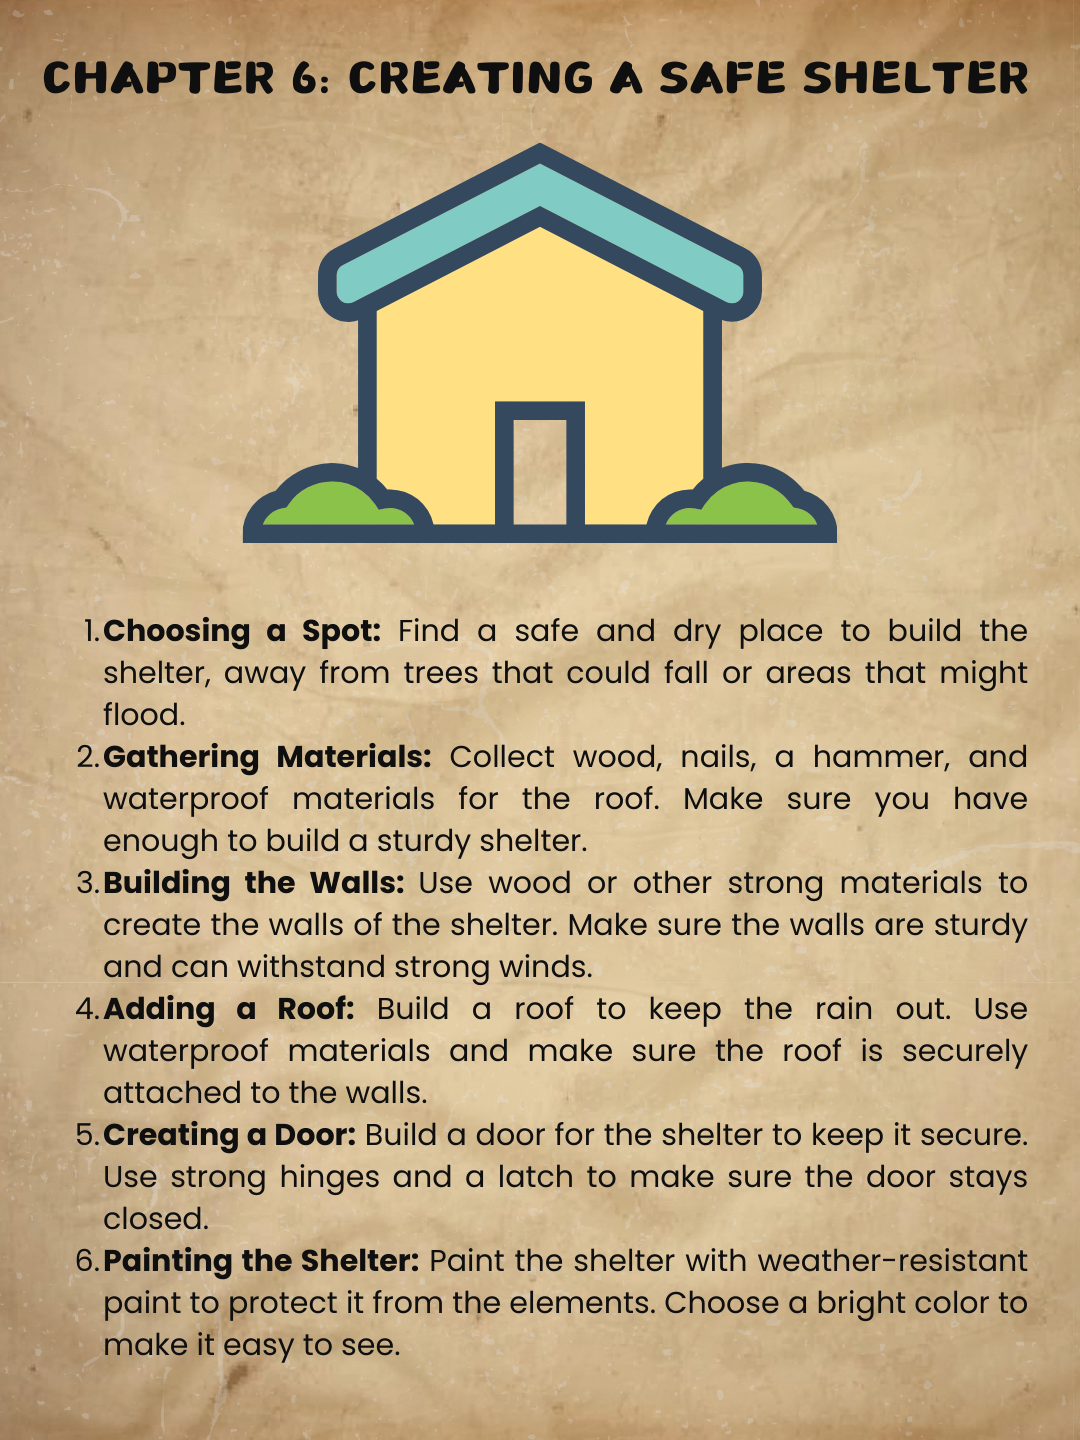 CHAPTER 6: CREATING A SAFE SHELTER
1. Choosing a Spot: Find a safe and dry place to build the
shelter, away from trees that could fall or areas that might
flood.
2. Gathering Materials: Collect wood, nails, a hammer, and
waterproof materials for the roof. Make sure you have
enough to build a sturdy shelter.
3. Building the Walls: Use wood or other strong materials to
create the walls of the shelter. Make sure the walls are sturdy
and can withstand strong winds.
4. Adding a Roof: Build a roof to keep the rain out. Use
waterproof materials and make sure the roof is securely
attached to the walls.
5. Creating a Door: Build a door for the shelter to keep it secure.
Use strong hinges and a latch to make sure the door stays
closed.
6. Painting the Shelter: Paint the shelter with weather-resistant
paint to protect it from the elements. Choose a bright color to
make it easy to see.